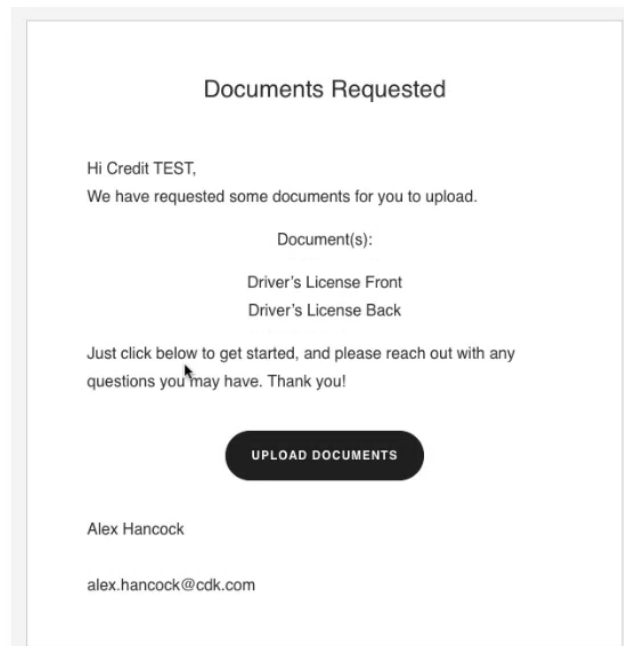 Documents Requested
Hi Credit TEST,
We have requested some documents for you to upload.
Document(s):
Driver's License Front
Driver's License Back
Just click below to get started, and please reach out with any
questions you may have. Thank you!
UPLOAD DOCUMENTS
Alex Hancock
alex.hancock@cdk.com